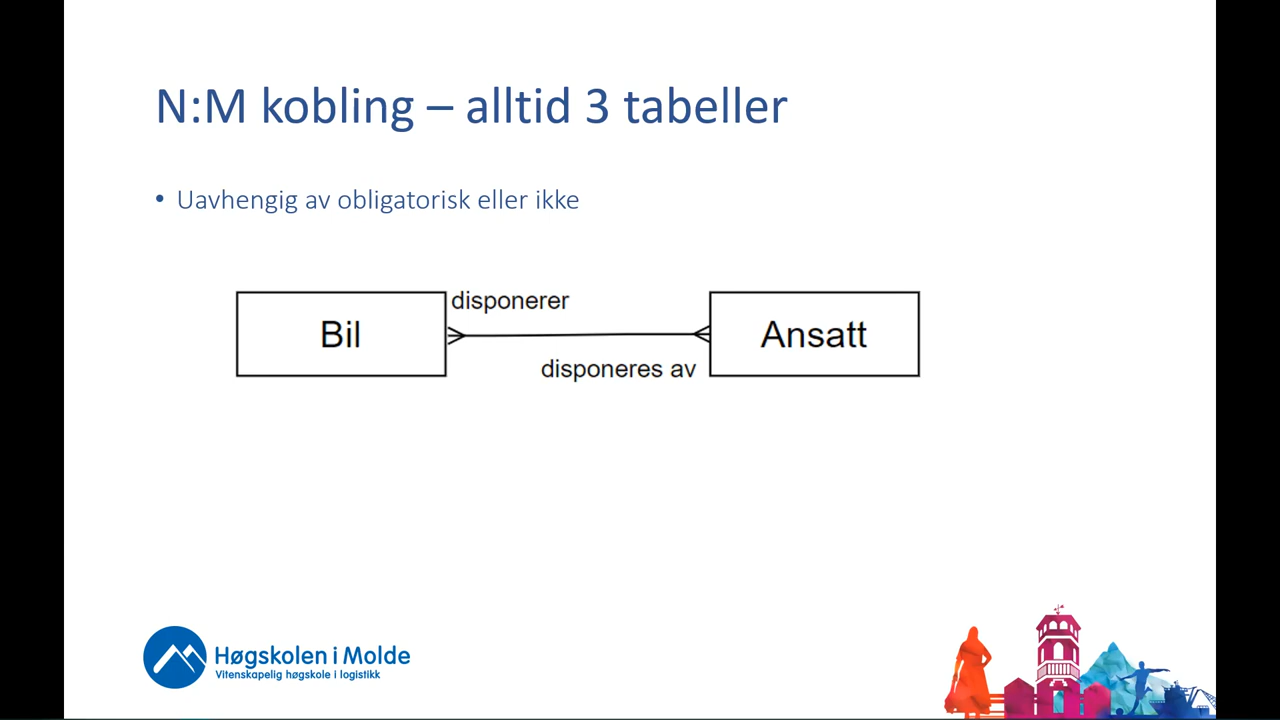 N:M kobling – alltid 3 tabeller
• Uavhengig av obligatorisk eller ikke
disponerer
Bil
Ansatt
disponeres av
Høgskolen i Molde
Vitenskapelig høgskole i logistikk